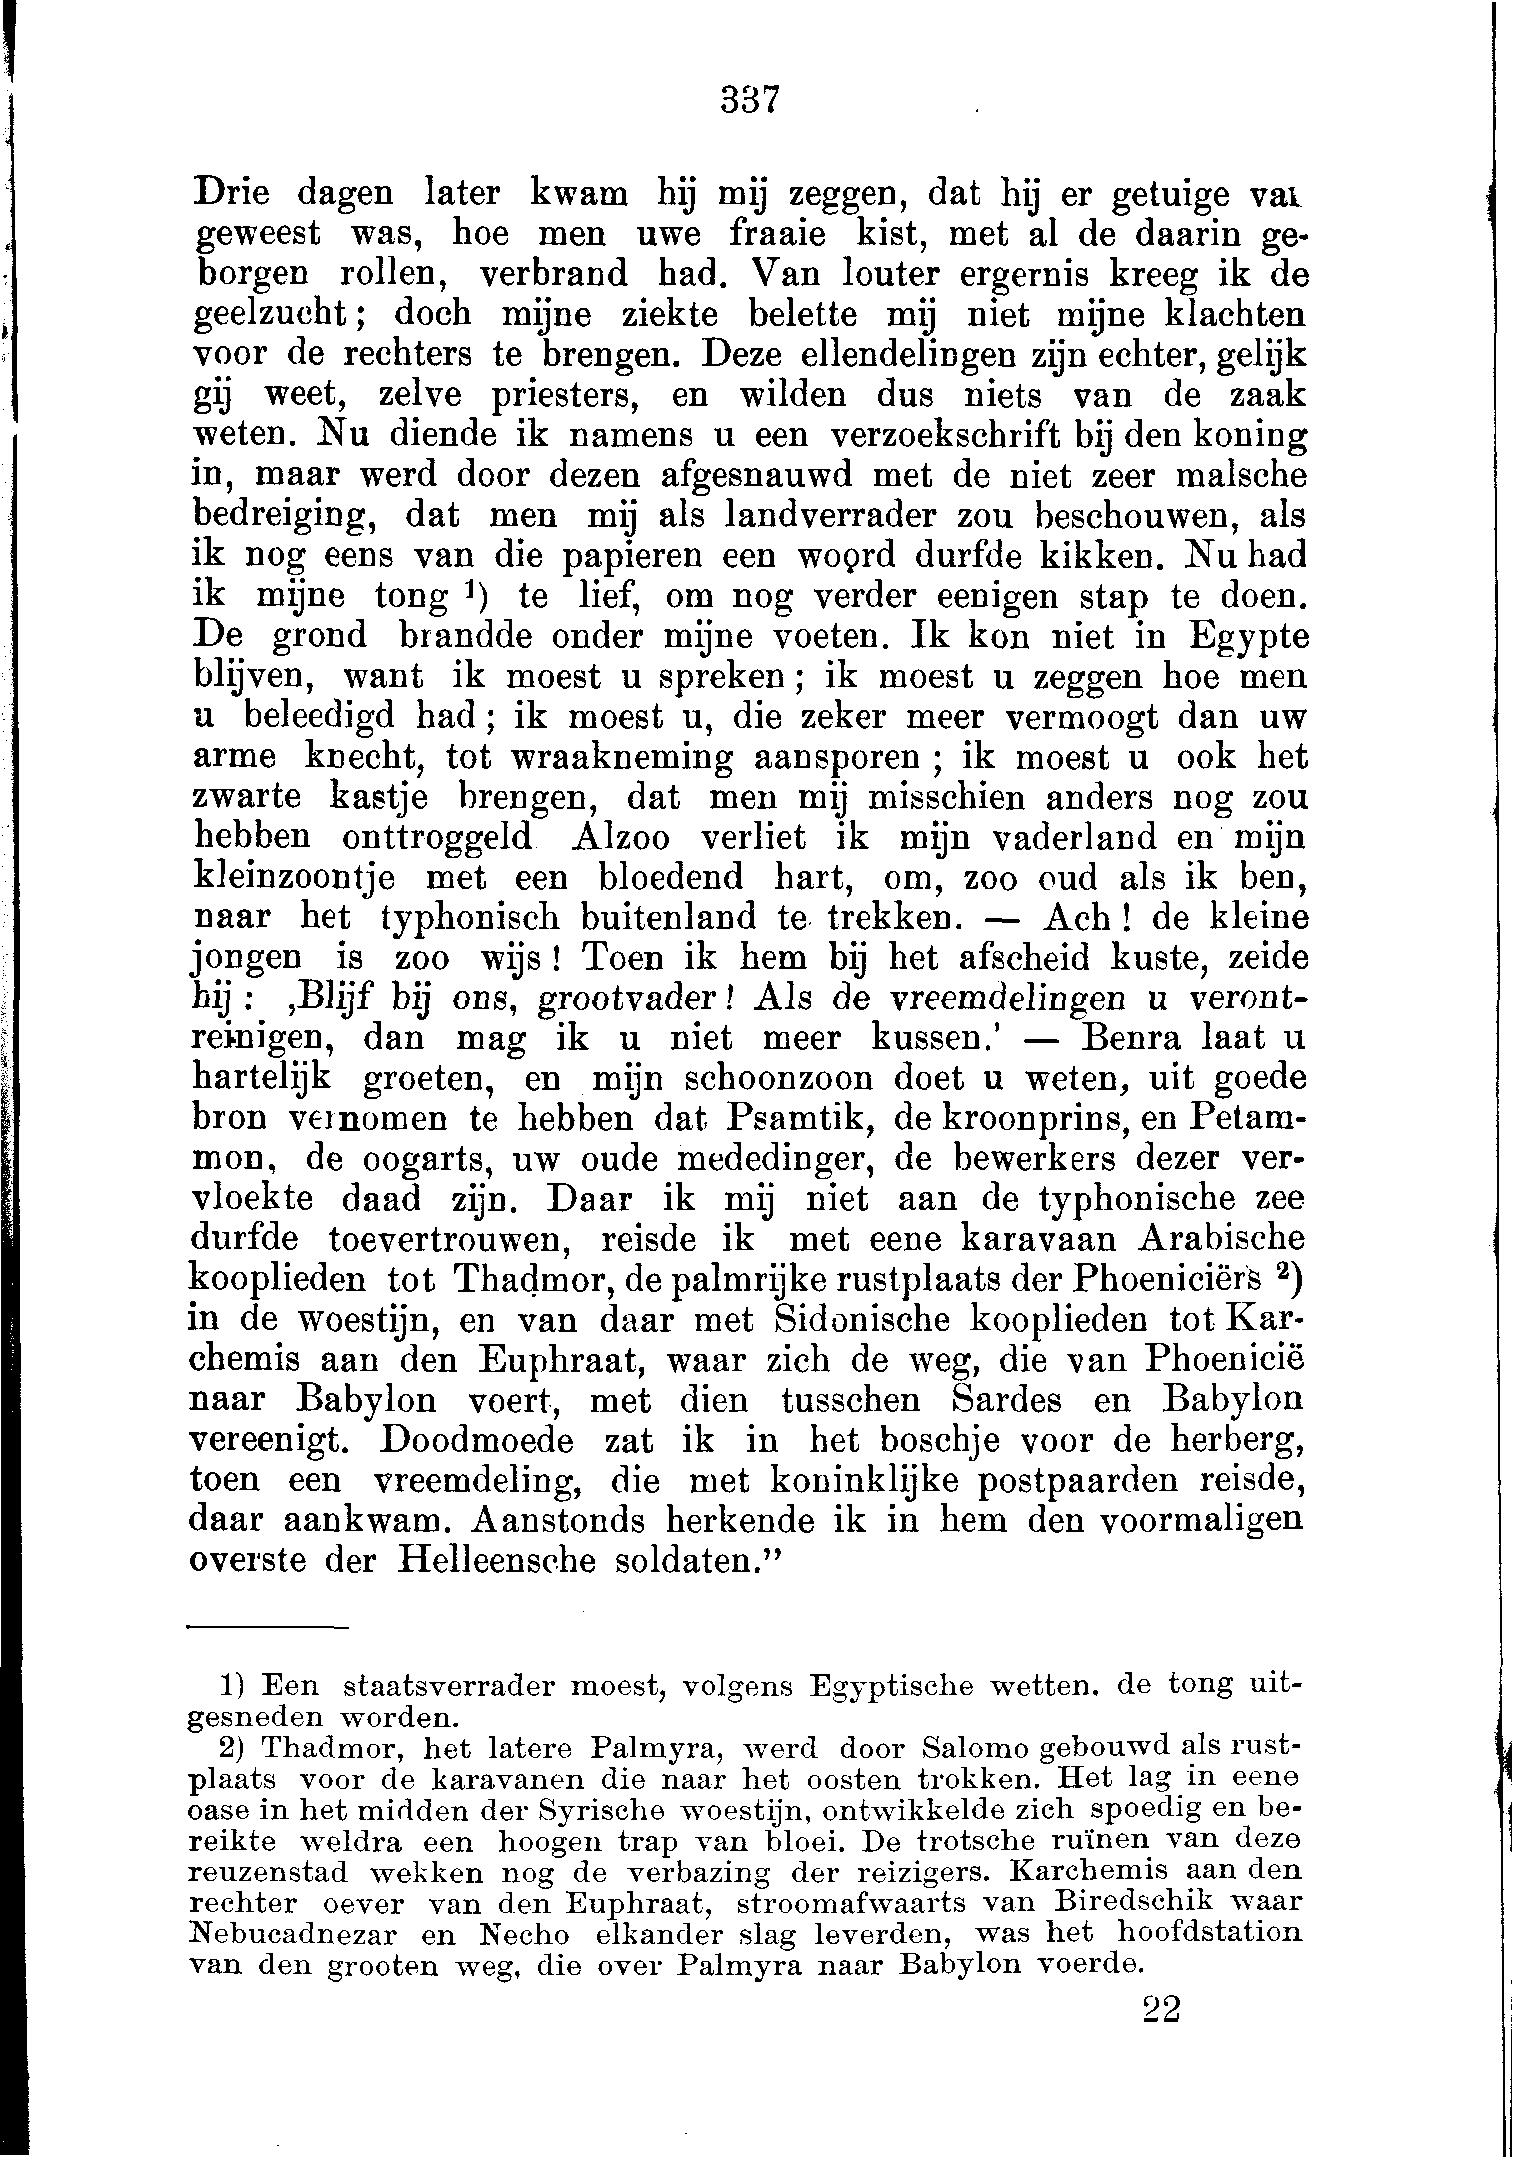 337
Drie dagen later kwam hij mij zeggen, dat hij er getuige van
geweest was, hoe men uwe fraaie kist, met al de daarin ge-
borgen rollen, verbrand had. Van louter ergernis kreeg ik de
geelzucht; doch mijne ziekte belette mij niet mijne klachten
voor de rechters te brengen. Deze ellendelingen zijn echter, gelijk
gij weet, zelve priesters, en wilden dus niets van de zaak
weten. Nu diende ik namens u een verzoekschrift bij den koning
in, maar werd door dezen afgesnauwd met de niet zeer malsche
bedreiging, dat men mij als landverrader zou beschouwen, als
ik nog eens van die papieren een woord durfde kikken. Nu had
ik mijne tong ¹) te lief, om nog verder eenigen stap te doen.
De grond brandde onder mijne voeten. Ik kon niet in Egypte
blijven, want ik moest u spreken; ik moest u zeggen hoe men
u beleedigd had; ik moest u, die zeker meer vermoogt dan uw
arme knecht, tot wraakneming aansporen; ik moest u ook het
zwarte kastje brengen, dat men mij misschien anders nog zou
hebben onttroggeld Alzoo verliet ik mijn vaderland en mijn
kleinzoontje met een bloedend hart, om, zoo oud als ik ben,
naar het typhonisch buitenland te trekken. — Ach! de kleine
jongen is zoo wijs! Toen ik hem bij het afscheid kuste, zeide
hij: ‚Blijf bij ons, grootvader! Als de vreemdelingen u veront-
reinigen, dan mag ik u niet meer kussen.' — Benra laat u
hartelijk groeten, en mijn schoonzoon doet u weten, uit goede
bron vernomen te hebben dat Psamtik, de kroonprins, en Petam-
mon, de oogarts, uw oude mededinger, de bewerkers dezer ver-
vloekte daad zijn. Daar ik mij niet aan de typhonische zee
durfde toevertrouwen, reisde ik met eene karavaan Arabische
kooplieden tot Thadmor, de palmrijke rustplaats der Phoeniciërs ²)
in de woestijn, en van daar met Sidonische kooplieden tot Kar-
chemis aan den Euphraat, waar zich de weg, die van Phoenicië
naar Babylon voert, met dien tusschen Sardes en Babylon
vereenigt. Doodmoede zat ik in het boschje voor de herberg,
toen een vreemdeling, die met koninklijke postpaarden reisde,
daar aankwam. Aanstonds herkende ik in hem den voormaligen
overste der Helleensche soldaten."
1) Een staatsverrader moest, volgens Egyptische wetten. de tong uit-
gesneden worden.
2) Thadmor, het latere Palmyra, werd door Salomo gebouwd als rust-
plaats voor de karavanen die naar het oosten trokken. Het lag in eene
oase in het midden der Syrische woestijn, ontwikkelde zich spoedig en be-
reikte weldra een hoogen trap van bloei. De trotsche ruïnen van deze
reuzenstad wekken nog de verbazing der reizigers. Karchemis aan den
rechter oever van den Euphraat, stroomafwaarts van Biredschik waar
Nebucadnezar en Necho elkander slag leverden, was het hoofdstation
van den grooten weg, die over Palmyra naar Babylon voerde.
22